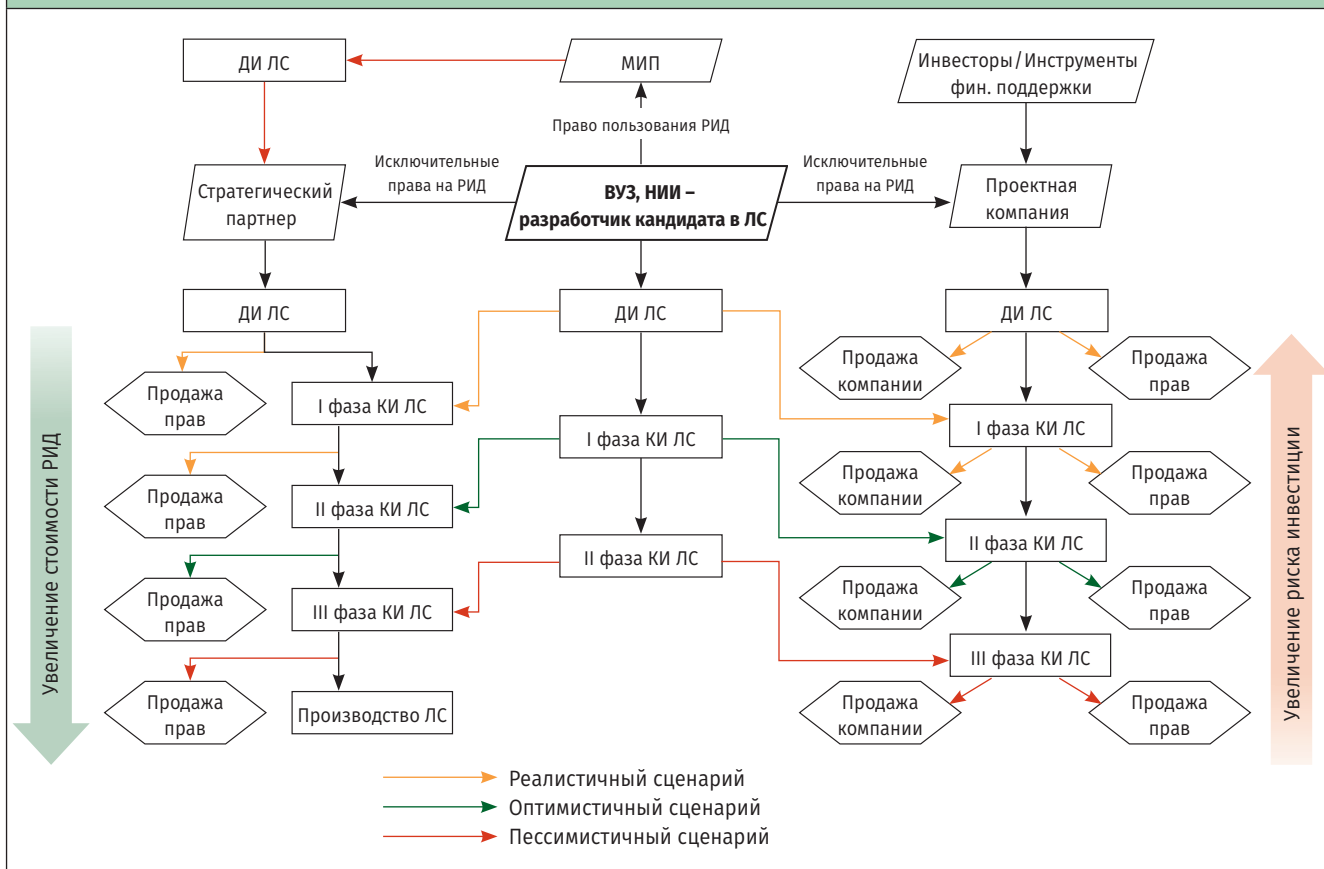 ДИ ЛС
МИП
Инвесторы/Инструменты
фин. поддержки
Право пользования РИД
Исключительные
права на РИД
Исключительные
права на РИД
Стратегический
партнер
ВУЗ, НИИ –
разработчик кандидата в ЛС
Проектная
компания
ДИ ЛС
ДИ ЛС
ДИ ЛС
Продажа
прав
I фаза КИ ЛС
Продажа
компании
Продажа
прав
I фаза КИ ЛС
I фаза КИ ЛС
Продажа
прав
II фаза КИ ЛС
Продажа
компании
Продажа
прав
II фаза КИ ЛС
II фаза КИ ЛС
Продажа
прав
III фаза КИ ЛС
Продажа
компании
Продажа
прав
III фаза КИ ЛС
Продажа
прав
Производство ЛС
Продажа
компании
Продажа
прав
Увеличение стоимости РИД
Увеличение риска инвестиции
Реалистичный сценарий
Оптимистичный сценарий
Пессимистичный сценарий